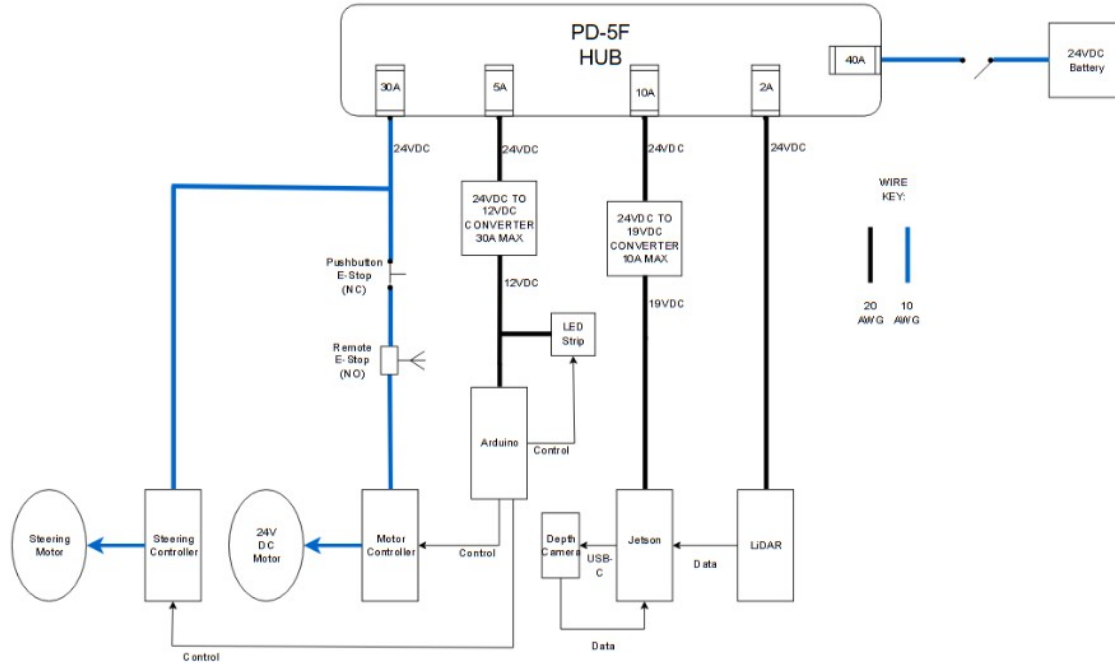 PD-5F
HUB
30A
5A
10A
2A
40A
24VDC
Battery
24VDC
24VDC
24VDC
24VDC
WIRE
KEY:
20
AWG
10
AWG
24VDC TO
12VDC
CONVERTER
30A MAX
24VDC TO
19VDC
CONVERTER
10A MAX
Pushbutton
E-Stop
(NC)
12VDC
19VDC
LED
Strip
Remote
E-Stop
(NO)
Arduino
Control
Steering
Motor
Steering
Controller
24V
DC
Motor
Motor
Controller
Control
Depth
Camera
USB-
C
Jetson
Data
LiDAR
Data
Control